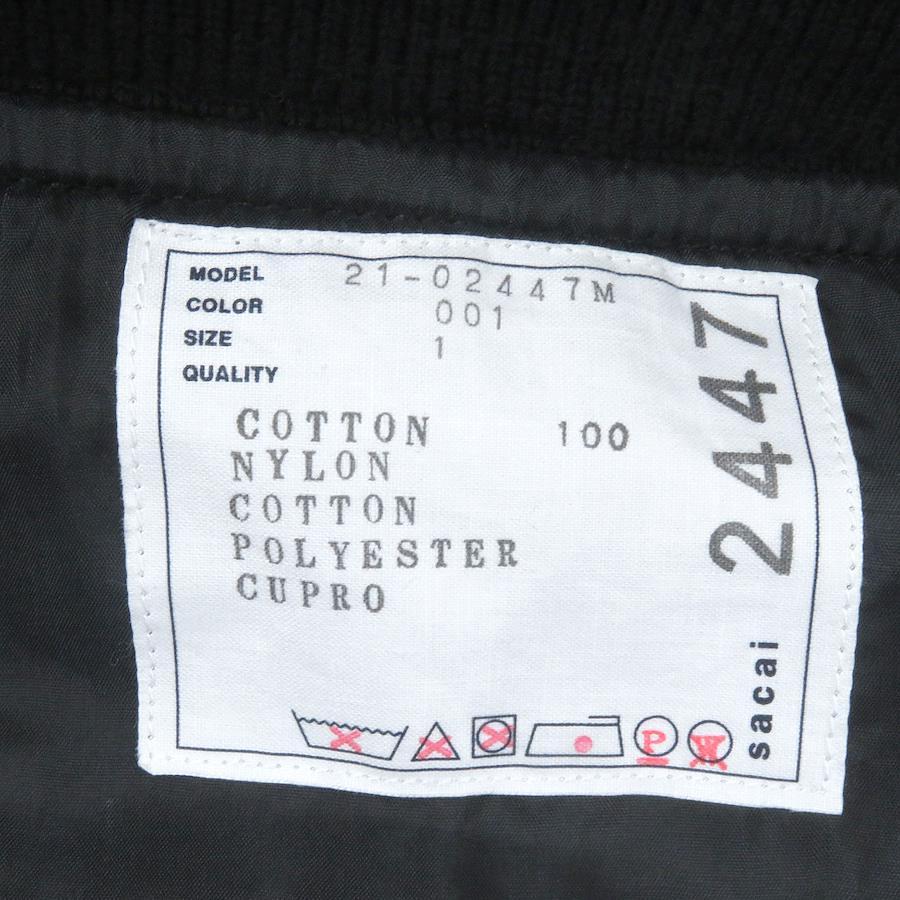 MODEL 21-02447M
COLOR 001
SIZE 1
QUALITY
COTTON 100
NYLON
COTTON
POLYESTER
CUPRO
2447
sacai
P
W